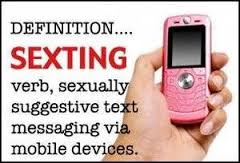 DEFINITION....
SEXTING
verb, sexually
suggestive text
messaging via
mobile devices.